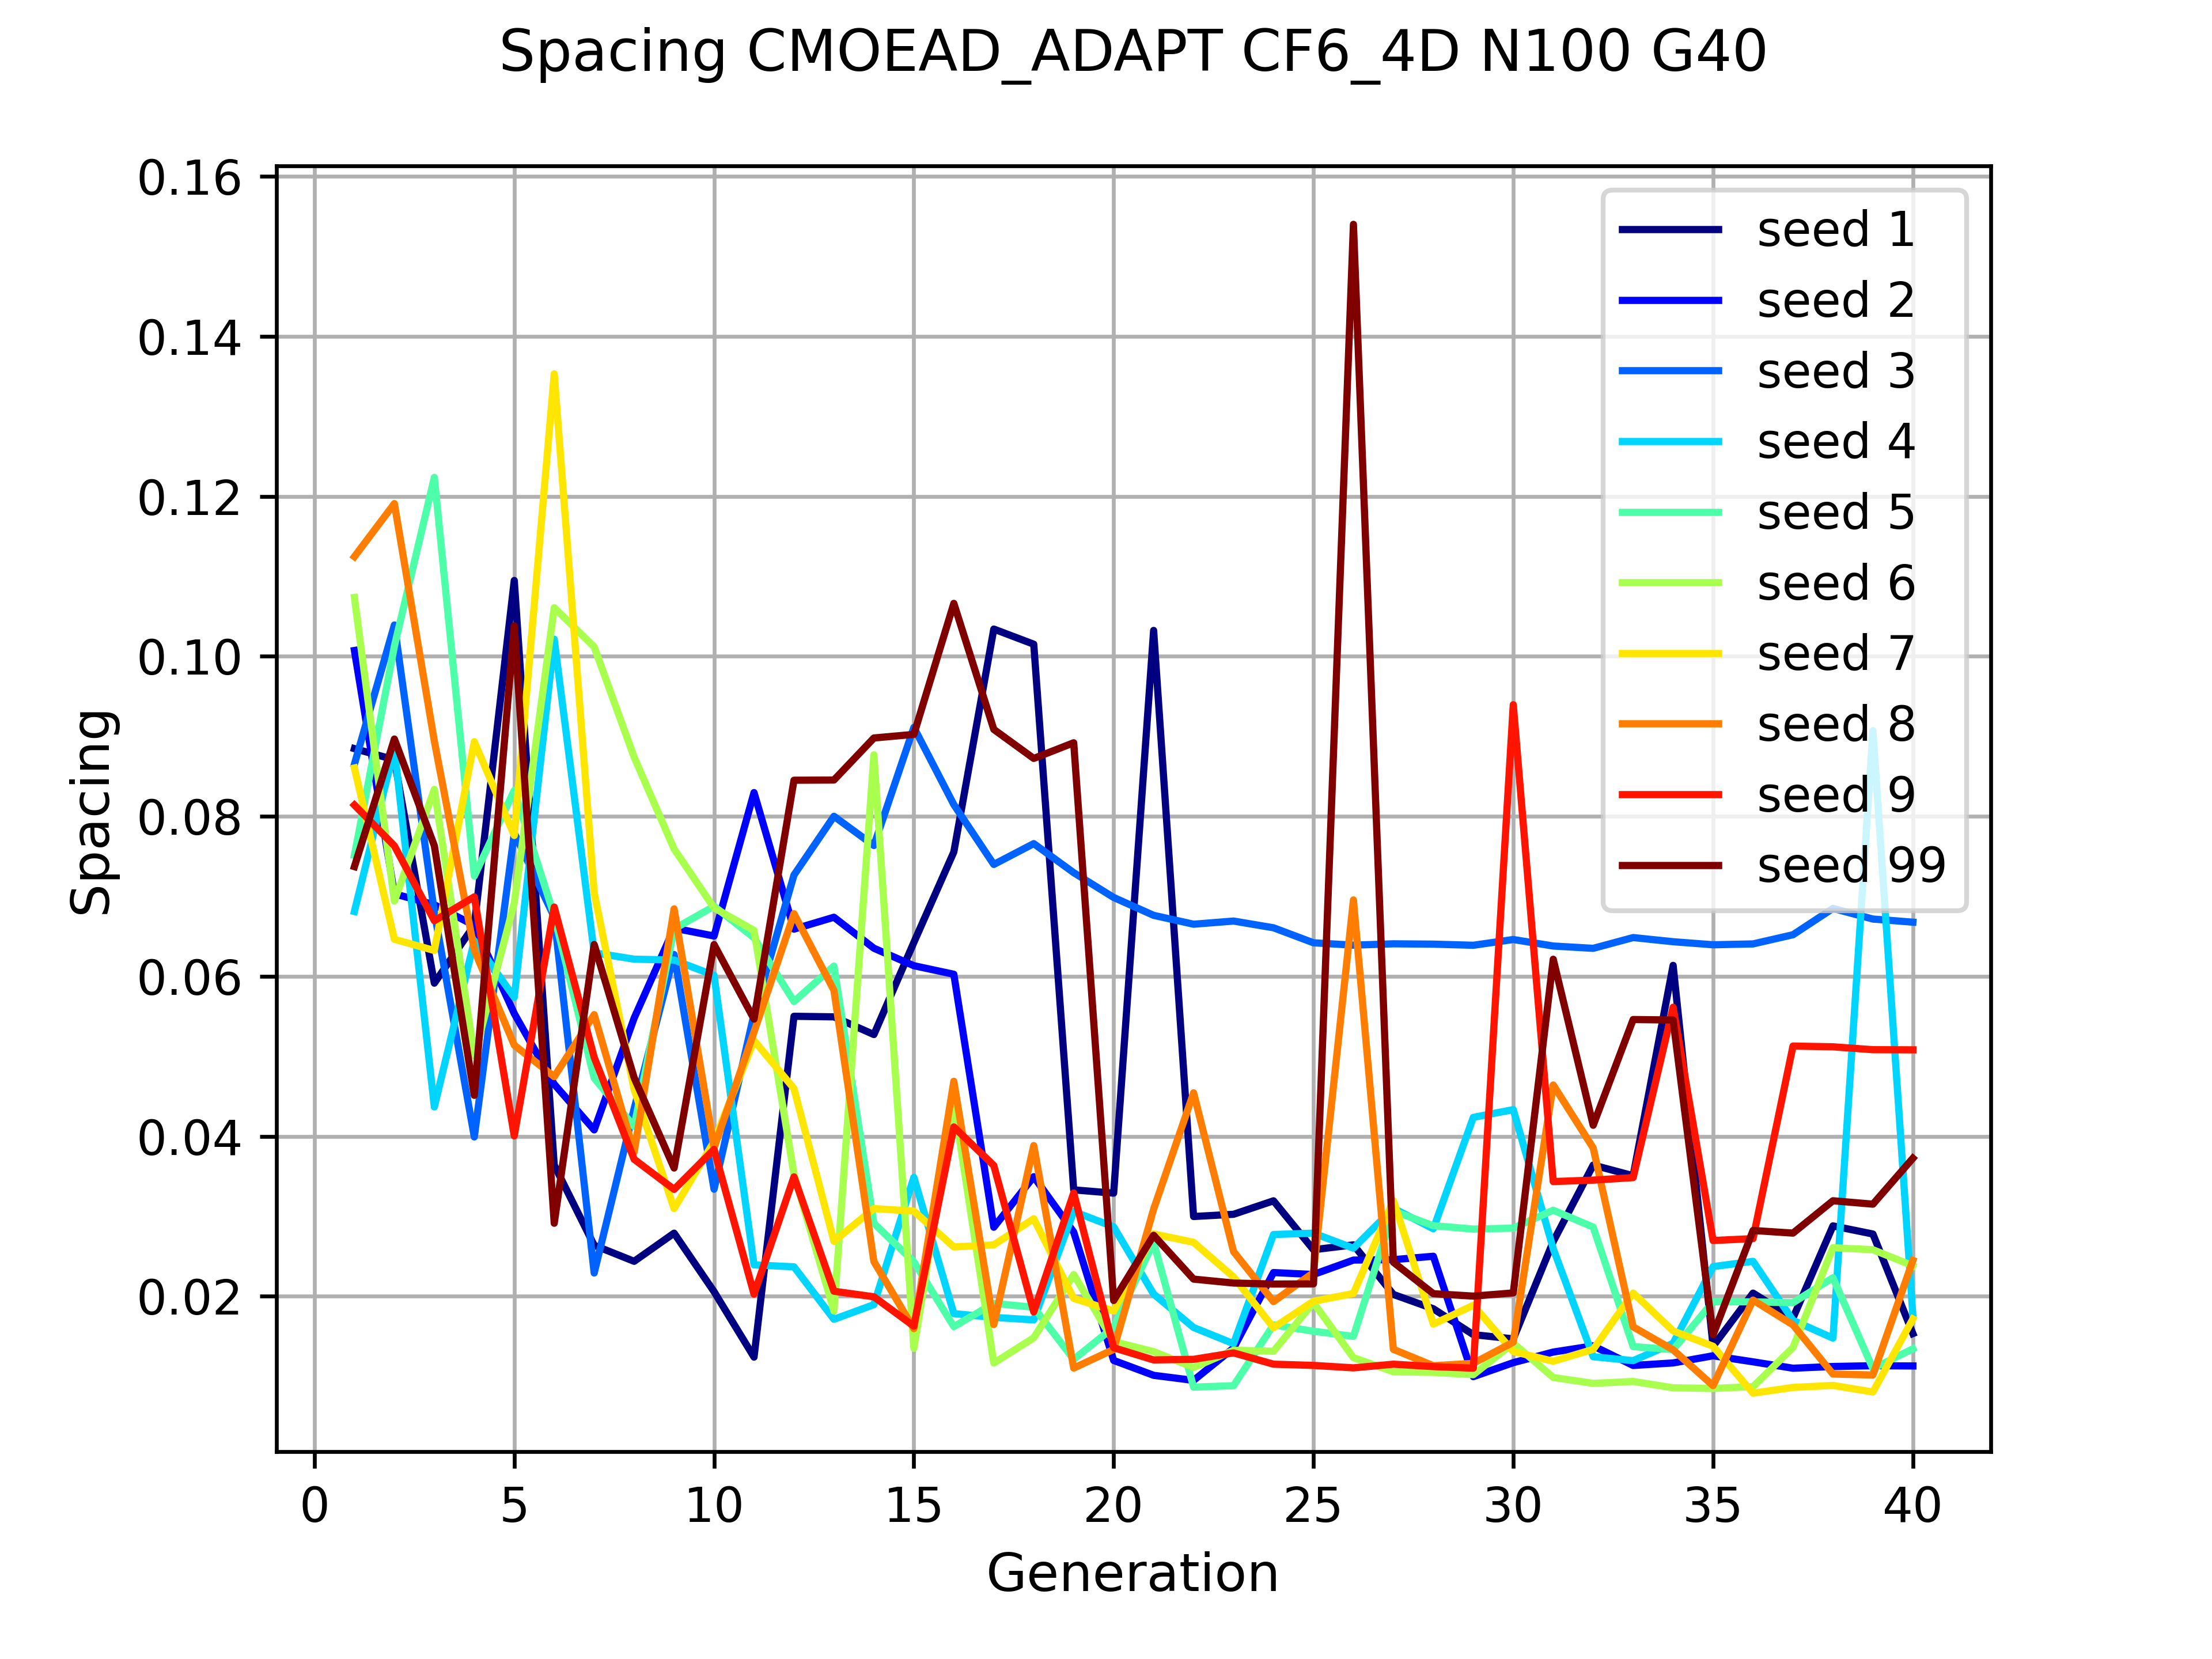 Spacing CMOEAD_ADAPT CF6_4D N100 G40
0.16
0.14
0.12
0.10
0.08
0.06
0.04
0.02
Spacing
0 5 10 15 20 25 30 35 40
Generation
seed 1
seed 2
seed 3
seed 4
seed 5
seed 6
seed 7
seed 8
seed 9
seed 99